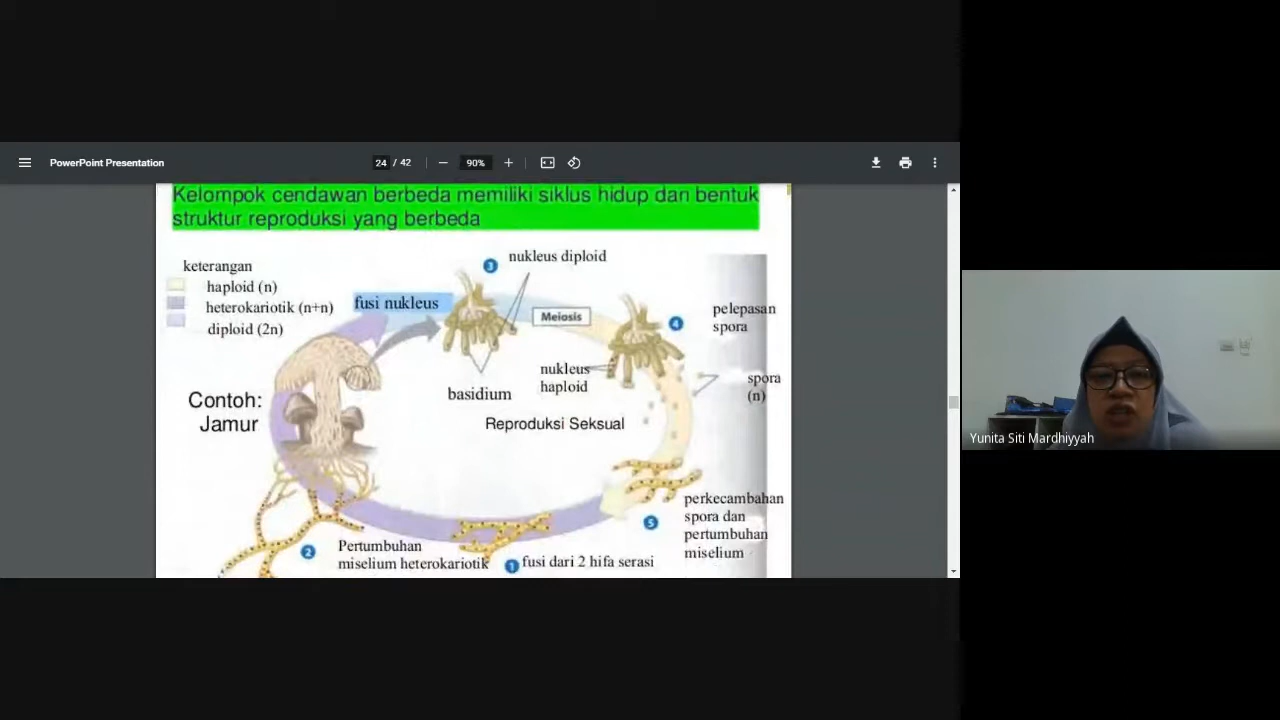 PowerPoint Presentation
24 / 42
90%
Kelompok cendawan berbeda memiliki siklus hidup dan bentuk
struktur reproduksi yang berbeda
keterangan
haploid (n)
heterokariotik (n+n)
diploid (2n)
fusi nukleus
3
nukleus diploid
Meiosis
4
pelepasan
spora
nukleus
haploid
basidium
spora
(n)
Contoh:
Jamur
Reproduksi Seksual
perkecambahan
spora dan
pertumbuhan
miselium
5
2
Pertumbuhan
miselium heterokariotik
1
fusi dari 2 hifa serasi
Yunita Siti Mardhiyyah